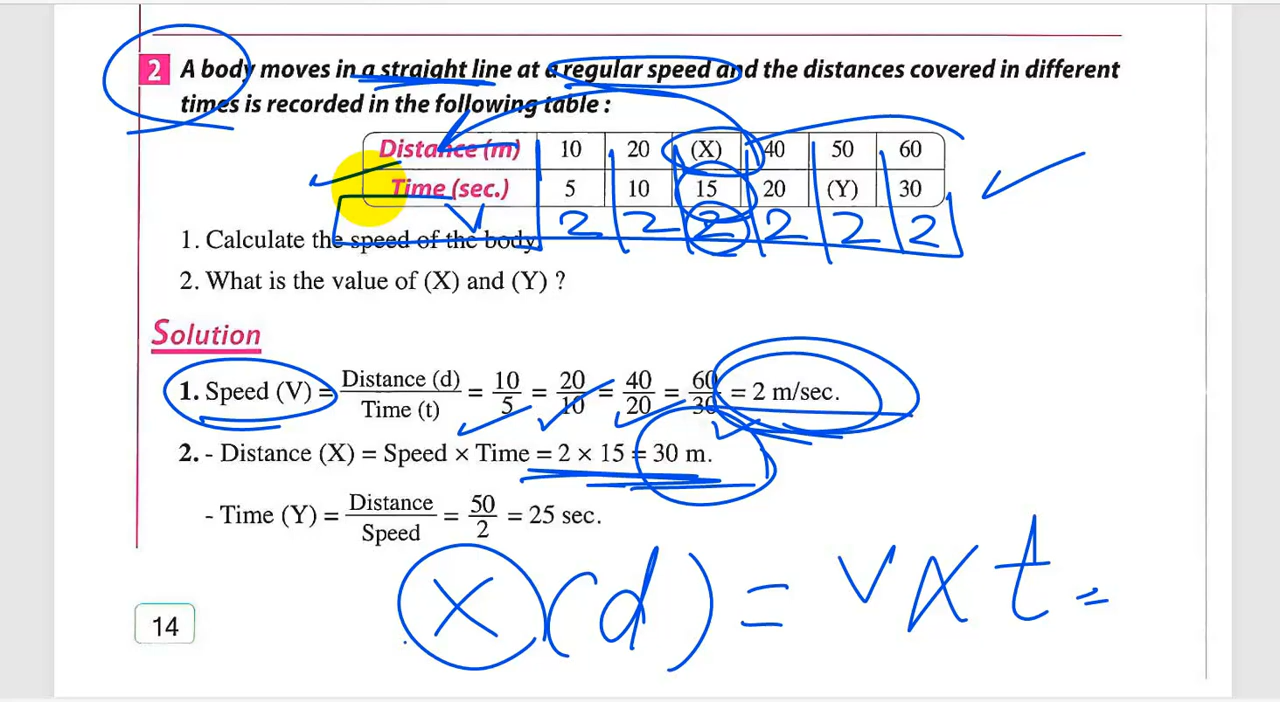 2 A body moves in a straight line at a regular speed and the distances covered in different
times is recorded in the following table :
Distance (m) 10 20 (X) 40 50 60
Time (sec.) 5 10 15 20 (Y) 30
V 2 2 2 2 2 2
1. Calculate the speed of the body
2. What is the value of (X) and (Y) ?
Solution
1. Speed (V) = Distance (d) / Time (t) = 10/5 = 20/10 = 40/20 = 60/30 = 2 m/sec.
2. - Distance (X) = Speed × Time = 2 × 15 = 30 m.
- Time (Y) = Distance / Speed = 50/2 = 25 sec.
X (d) = V X t =
14